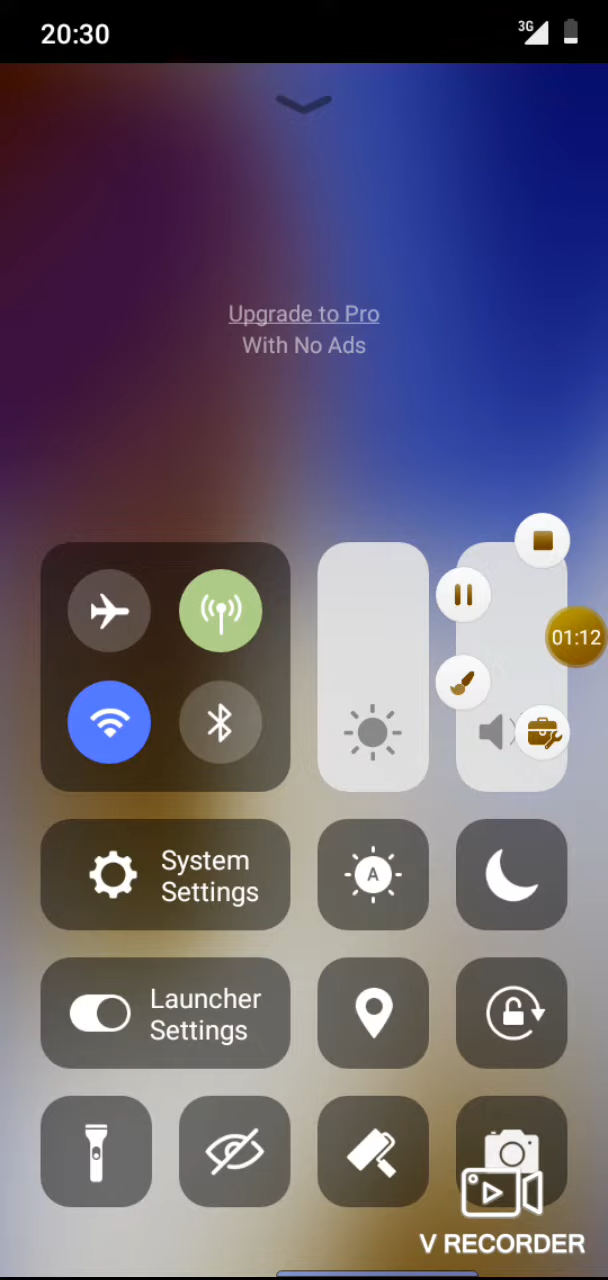 20:30
3G
Upgrade to Pro
With No Ads
01:12
System
Settings
A
Launcher
Settings
V RECORDER